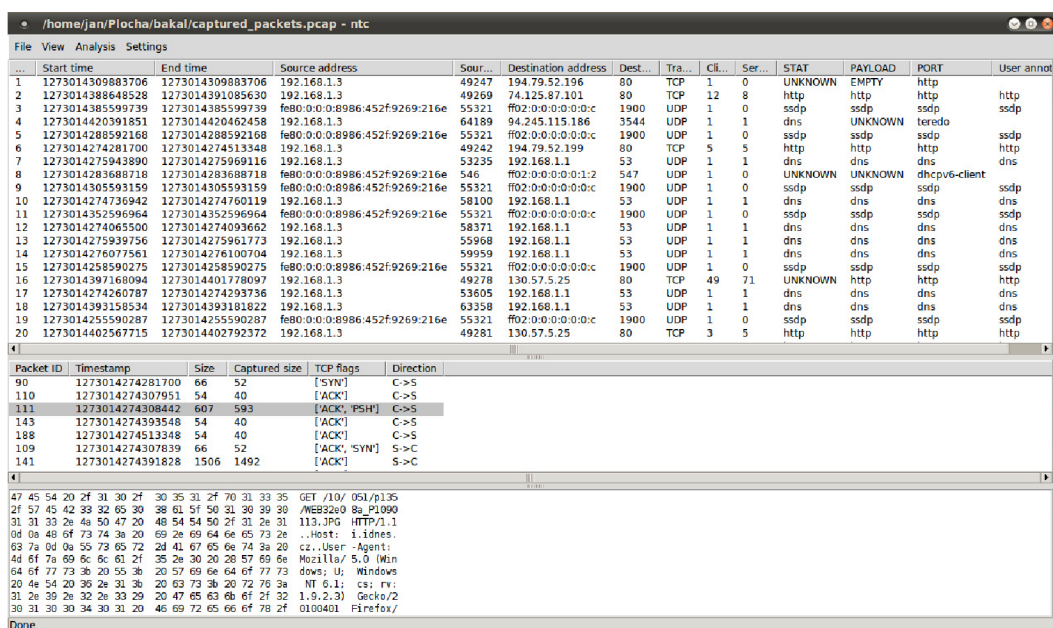 /home/jan/Plocha/bakal/captured_packets.pcap - ntc
File View Analysis Settings
... Start time End time Source address Sour... Destination address Dest... Tra... Cli... Ser... STAT PAYLOAD PORT User annot
1 1273014309883706 1273014309883706 192.168.1.3 49247 194.79.52.196 80 TCP 1 0 UNKNOWN EMPTY http
2 1273014388648528 1273014391085630 192.168.1.3 49269 74.125.87.101 80 TCP 12 8 http http http http
3 1273014385599739 1273014385599739 fe80:0:0:0:8986:452f:9269:216e 55321 ff02:0:0:0:0:0:0:c 1900 UDP 1 0 ssdp ssdp ssdp ssdp
4 1273014420391851 1273014420462458 192.168.1.3 64189 94.245.115.186 3544 UDP 1 1 dns UNKNOWN teredo
5 1273014288592168 1273014288592168 fe80:0:0:0:8986:452f:9269:216e 55321 ff02:0:0:0:0:0:0:c 1900 UDP 1 0 ssdp ssdp ssdp ssdp
6 1273014274281700 1273014274513348 192.168.1.3 49242 194.79.52.199 80 TCP 5 5 http http http http
7 1273014275943890 1273014275969116 192.168.1.3 53235 192.168.1.1 53 UDP 1 1 dns dns dns dns
8 1273014283688718 1273014283688718 fe80:0:0:0:8986:452f:9269:216e 546 ff02:0:0:0:0:0:1:2 547 UDP 1 0 UNKNOWN UNKNOWN dhcpv6-client
9 1273014305593159 1273014305593159 fe80:0:0:0:8986:452f:9269:216e 55321 ff02:0:0:0:0:0:0:c 1900 UDP 1 0 ssdp ssdp ssdp ssdp
10 1273014274736942 1273014274760119 192.168.1.3 58100 192.168.1.1 53 UDP 1 1 dns dns dns dns
11 1273014352596964 1273014352596964 fe80:0:0:0:8986:452f:9269:216e 55321 ff02:0:0:0:0:0:0:c 1900 UDP 1 0 ssdp ssdp ssdp ssdp
12 1273014274065500 1273014274093662 192.168.1.3 58371 192.168.1.1 53 UDP 1 1 dns dns dns dns
13 1273014275939756 1273014275961773 192.168.1.3 55968 192.168.1.1 53 UDP 1 1 dns dns dns dns
14 1273014276077561 1273014276100704 192.168.1.3 59959 192.168.1.1 53 UDP 1 1 dns dns dns dns
15 1273014258590275 1273014258590275 fe80:0:0:0:8986:452f:9269:216e 55321 ff02:0:0:0:0:0:0:c 1900 UDP 1 0 ssdp ssdp ssdp ssdp
16 1273014397168094 1273014401778097 192.168.1.3 49278 130.57.5.25 80 TCP 49 71 UNKNOWN http http http
17 1273014274260787 1273014274293736 192.168.1.3 53605 192.168.1.1 53 UDP 1 1 dns dns dns dns
18 1273014393158534 1273014393181822 192.168.1.3 63358 192.168.1.1 53 UDP 1 1 dns dns dns dns
19 1273014255590287 1273014255590287 fe80:0:0:0:8986:452f:9269:216e 55321 ff02:0:0:0:0:0:0:c 1900 UDP 1 0 ssdp ssdp ssdp ssdp
20 1273014402567715 1273014402792372 192.168.1.3 49281 130.57.5.25 80 TCP 3 5 http http http http
Packet ID Timestamp Size Captured size TCP flags Direction
90 1273014274281700 66 52 ['SYN'] C->S
110 1273014274307951 54 40 ['ACK'] C->S
111 1273014274308442 607 593 ['ACK', 'PSH'] C->S
143 1273014274393548 54 40 ['ACK'] C->S
188 1273014274513348 54 40 ['ACK'] C->S
109 1273014274307839 66 52 ['ACK', 'SYN'] S->C
141 1273014274391828 1506 1492 ['ACK'] S->C
47 45 54 20 2f 31 30 2f 30 35 31 2f 70 31 33 35 GET /10/ 051/p135
2f 57 45 42 33 32 65 30 38 61 5f 50 31 30 39 30 /WEB32e0 8a_P1090
31 31 33 2e 4a 50 47 20 48 54 54 50 2f 31 2e 31 113.JPG HTTP/1.1
0d 0a 48 6f 73 74 3a 20 69 2e 69 64 6e 65 73 2e ..Host: i.idnes.
63 7a 0d 0a 55 73 65 72 2d 41 67 65 6e 74 3a 20 cz..User -Agent:
4d 6f 7a 69 6c 6c 61 2f 35 2e 30 20 28 57 69 6e Mozilla/ 5.0 (Win
64 6f 77 73 3b 20 55 3b 20 57 69 6e 64 6f 77 73 dows; U; Windows
20 4e 54 20 36 2e 31 3b 20 63 73 3b 20 72 76 3a NT 6.1; cs; rv:
31 2e 39 2e 32 2e 33 29 20 47 65 63 6b 6f 2f 32 1.9.2.3) Gecko/2
30 31 30 30 34 30 31 20 46 69 72 65 66 6f 78 2f 0100401 Firefox/
Done